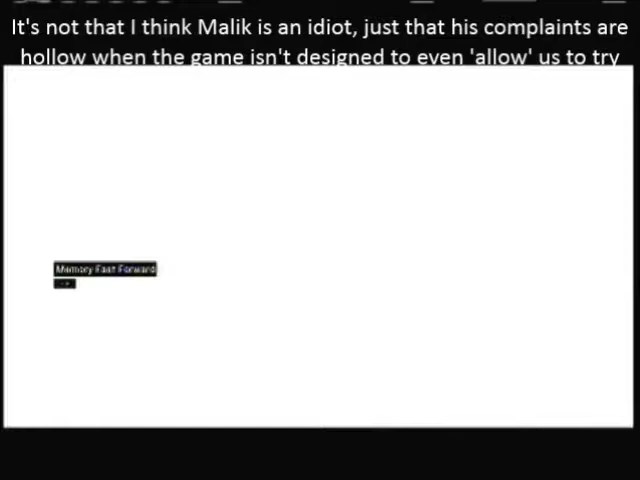 It's not that I think Malik is an idiot, just that his complaints are
hollow when the game isn't designed to even 'allow' us to try
Memory Fast Forward